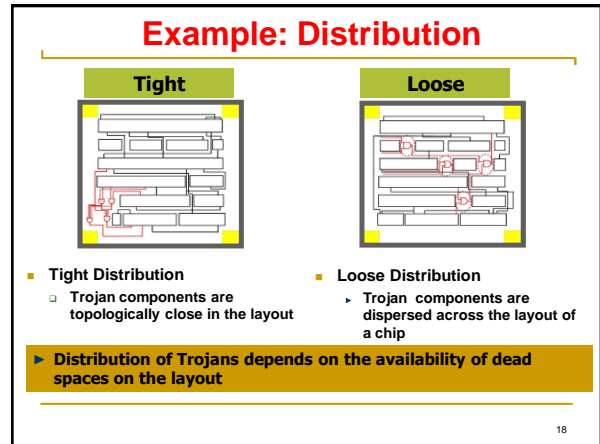 Example: Distribution
Tight
Loose
■ Tight Distribution
□ Trojan components are
topologically close in the layout
■ Loose Distribution
► Trojan components are
dispersed across the layout of
a chip
► Distribution of Trojans depends on the availability of dead
spaces on the layout
18